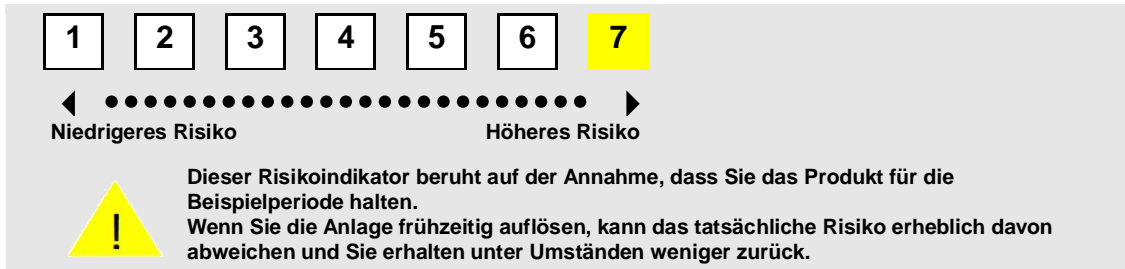 1 2 3 4 5 6 7
Niedrigeres Risiko Höheres Risiko
!
Dieser Risikoindikator beruht auf der Annahme, dass Sie das Produkt für die
Beispielperiode halten.
Wenn Sie die Anlage frühzeitig auflösen, kann das tatsächliche Risiko erheblich davon
abweichen und Sie erhalten unter Umständen weniger zurück.